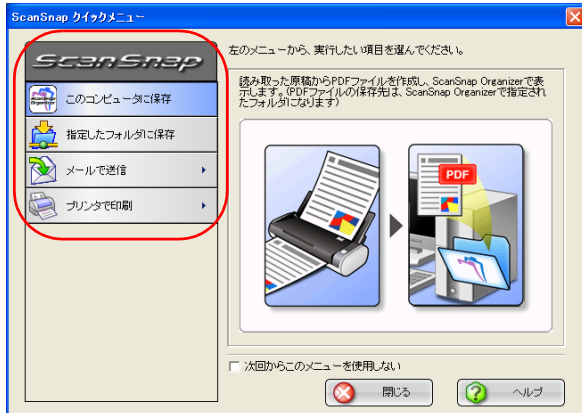 ScanSnap クイックメニュー
ScanSnap
このコンピュータに保存
指定したフォルダに保存
メールで送信
プリンタで印刷
左のメニューから、実行したい項目を選んでください。
読み取った原稿からPDFファイルを作成し、ScanSnap Organizerで表
示します。(PDFファイルの保存先は、ScanSnap Organizerで指定され
たフォルダになります)
PDF
次回からこのメニューを使用しない
閉じる
ヘルプ